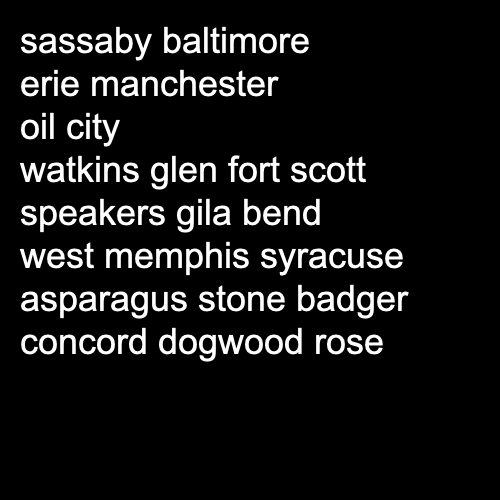 sassaby baltimore
erie manchester
oil city
watkins glen fort scott
speakers gila bend
west memphis syracuse
asparagus stone badger
concord dogwood rose